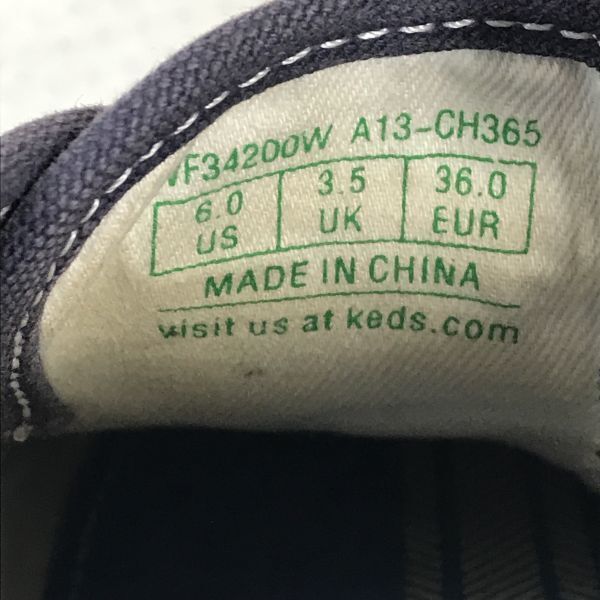 WF34200W A13-CH365
6.0 3.5 36.0
US UK EUR
MADE IN CHINA
visit us at keds.com